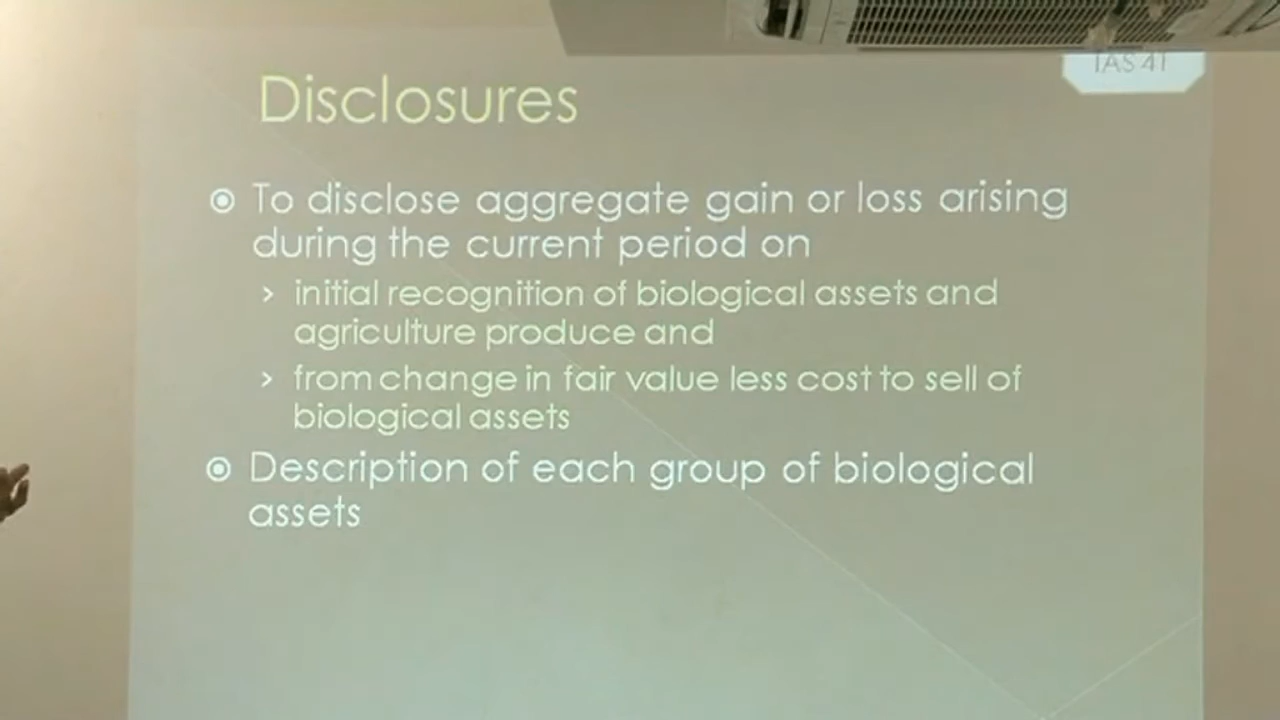 IAS 41
Disclosures
To disclose aggregate gain or loss arising
during the current period on
› initial recognition of biological assets and
agriculture produce and
› from change in fair value less cost to sell of
biological assets
Description of each group of biological
assets